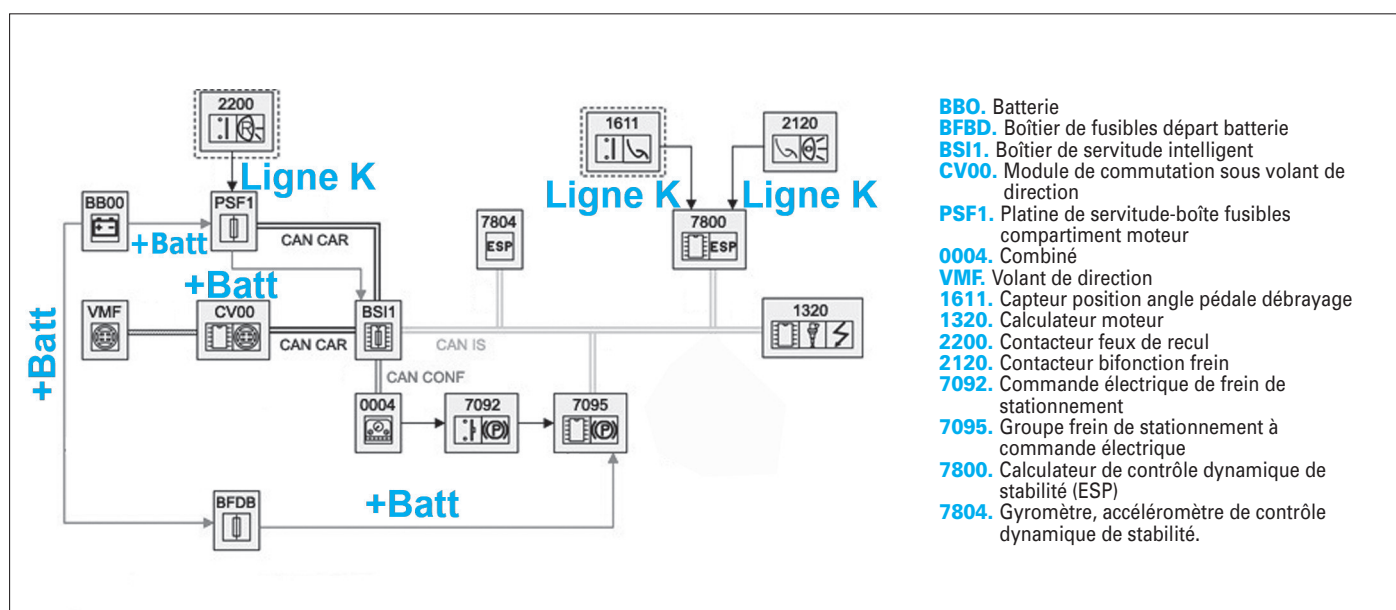 2200
1611
2120
Ligne K
Ligne K
Ligne K
BB00
PSF1
7804
7800
ESP
ESP
+Batt
CAN CAR
+Batt
VMF
CV00
BSI1
1320
CAN CAR
CAN IS
+Batt
CAN CONF
0004
7092
7095
(P)
(P)
+Batt
BFDB
BBO. Batterie
BFBD. Boîtier de fusibles départ batterie
BSI1. Boîtier de servitude intelligent
CV00. Module de commutation sous volant de
direction
PSF1. Platine de servitude-boîte fusibles
compartiment moteur
0004. Combiné
VMF. Volant de direction
1611. Capteur position angle pédale débrayage
1320. Calculateur moteur
2200. Contacteur feux de recul
2120. Contacteur bifonction frein
7092. Commande électrique de frein de
stationnement
7095. Groupe frein de stationnement à
commande électrique
7800. Calculateur de contrôle dynamique de
stabilité (ESP)
7804. Gyromètre, accéléromètre de contrôle
dynamique de stabilité.